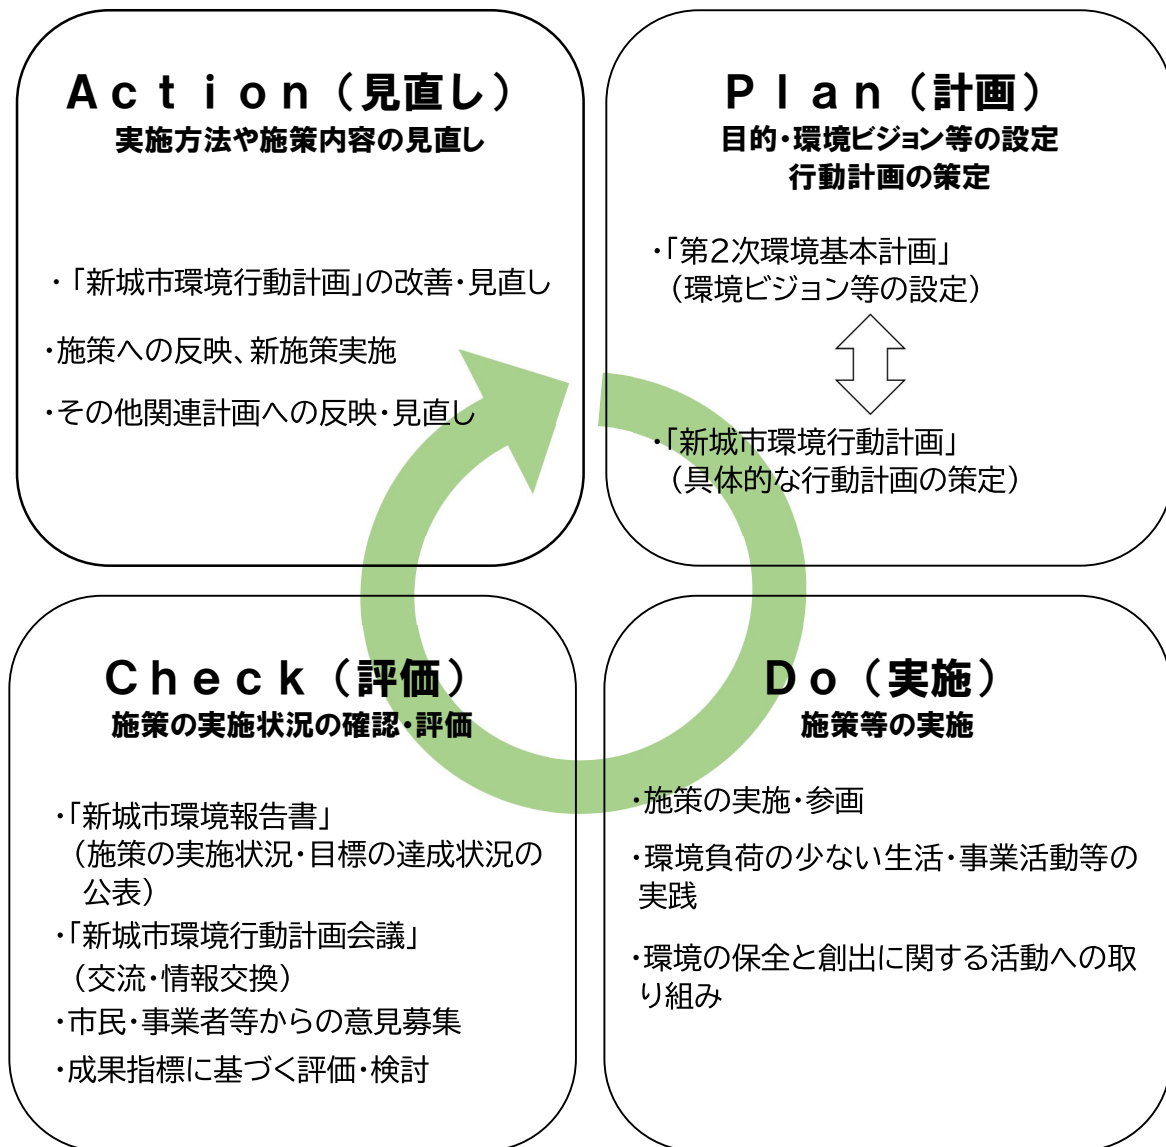 Action（見直し）
実施方法や施策内容の見直し
・「新城市環境行動計画」の改善・見直し
・施策への反映、新施策実施
・その他関連計画への反映・見直し
Plan（計画）
目的・環境ビジョン等の設定
行動計画の策定
・「第２次環境基本計画」
（環境ビジョン等の設定）
・「新城市環境行動計画」
（具体的な行動計画の策定）
Check（評価）
施策の実施状況の確認・評価
・「新城市環境報告書」
（施策の実施状況・目標の達成状況の
公表）
・「新城市環境行動計画会議」
（交流・情報交換）
・市民・事業者等からの意見募集
・成果指標に基づく評価・検討
Do（実施）
施策等の実施
・施策の実施・参画
・環境負荷の少ない生活・事業活動等の
実践
・環境の保全と創出に関する活動への取
り組み